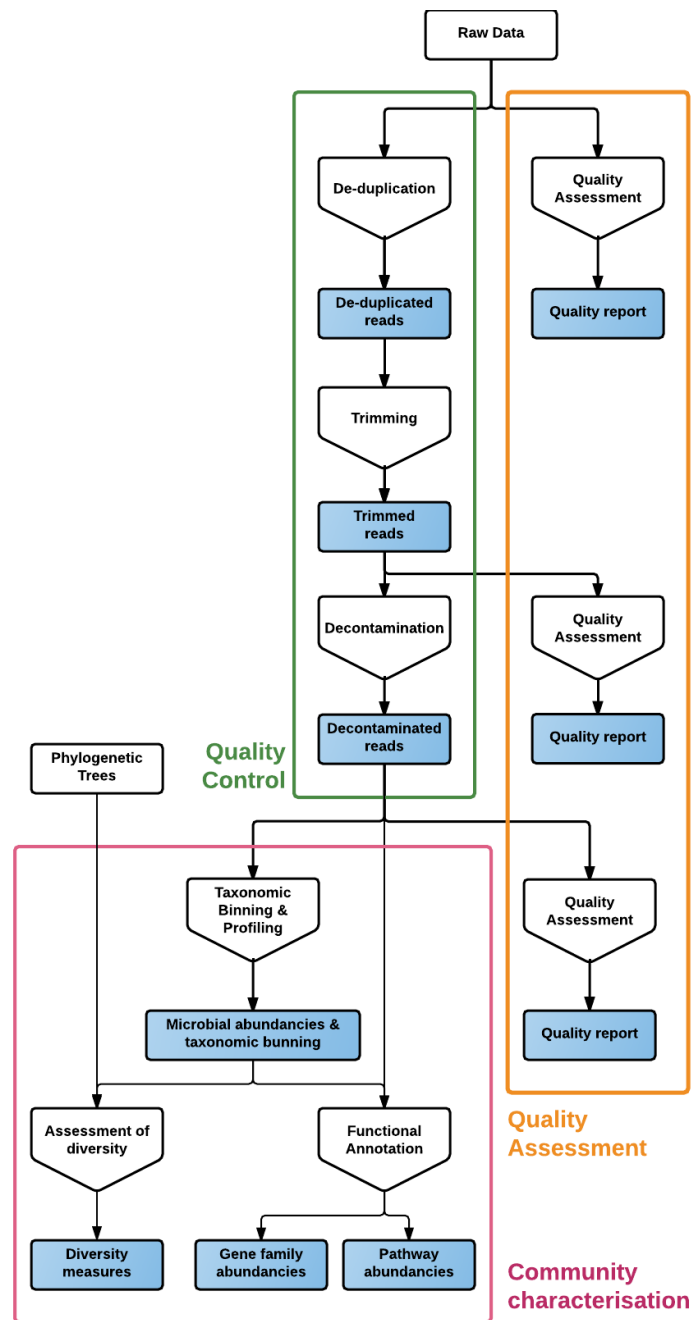 Raw Data
De-duplication
Quality
Assessment
De-duplicated
reads
Quality report
Trimming
Trimmed
reads
Decontamination
Quality
Assessment
Decontaminated
reads
Quality report
Quality
Control
Phylogenetic
Trees
Taxonomic
Binning &
Profiling
Quality
Assessment
Microbial abundancies &
taxonomic bunning
Quality report
Assessment of
diversity
Functional
Annotation
Quality
Assessment
Diversity
measures
Gene family
abundancies
Pathway
abundancies
Community
characterisation